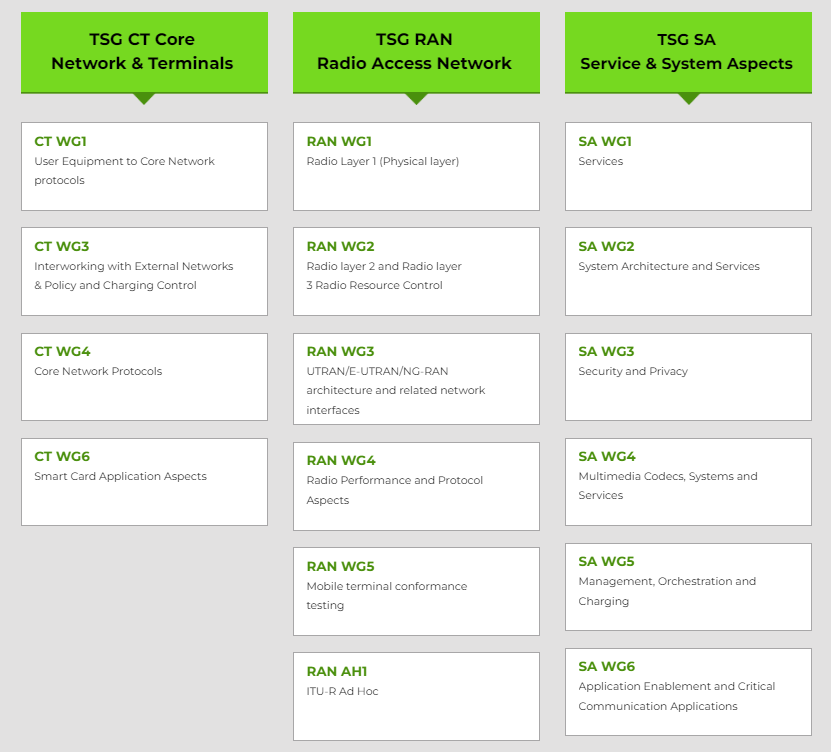 TSG CT Core
Network & Terminals
CT WG1
User Equipment to Core Network
protocols
CT WG3
Interworking with External Networks
& Policy and Charging Control
CT WG4
Core Network Protocols
CT WG6
Smart Card Application Aspects
TSG RAN
Radio Access Network
RAN WG1
Radio Layer 1 (Physical layer)
RAN WG2
Radio layer 2 and Radio layer
3 Radio Resource Control
RAN WG3
UTRAN/E-UTRAN/NG-RAN
architecture and related network
interfaces
RAN WG4
Radio Performance and Protocol
Aspects
RAN WG5
Mobile terminal conformance
testing
RAN AH1
ITU-R Ad Hoc
TSG SA
Service & System Aspects
SA WG1
Services
SA WG2
System Architecture and Services
SA WG3
Security and Privacy
SA WG4
Multimedia Codecs, Systems and
Services
SA WG5
Management, Orchestration and
Charging
SA WG6
Application Enablement and Critical
Communication Applications